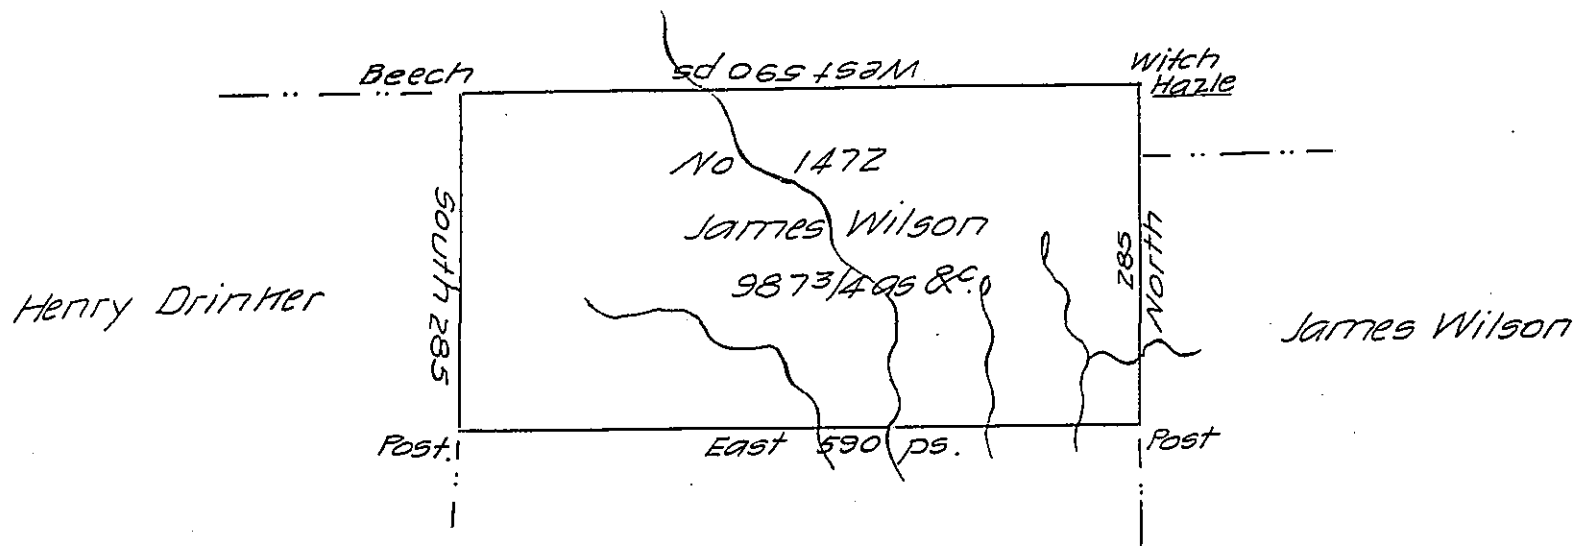 Beech
West 590 ps
Witch
Hazle
No 1472
James Wilson
987 3/4 as &c.
South 285
285
North
Henry Drinker
James Wilson
Post.
East 590 ps.
Post